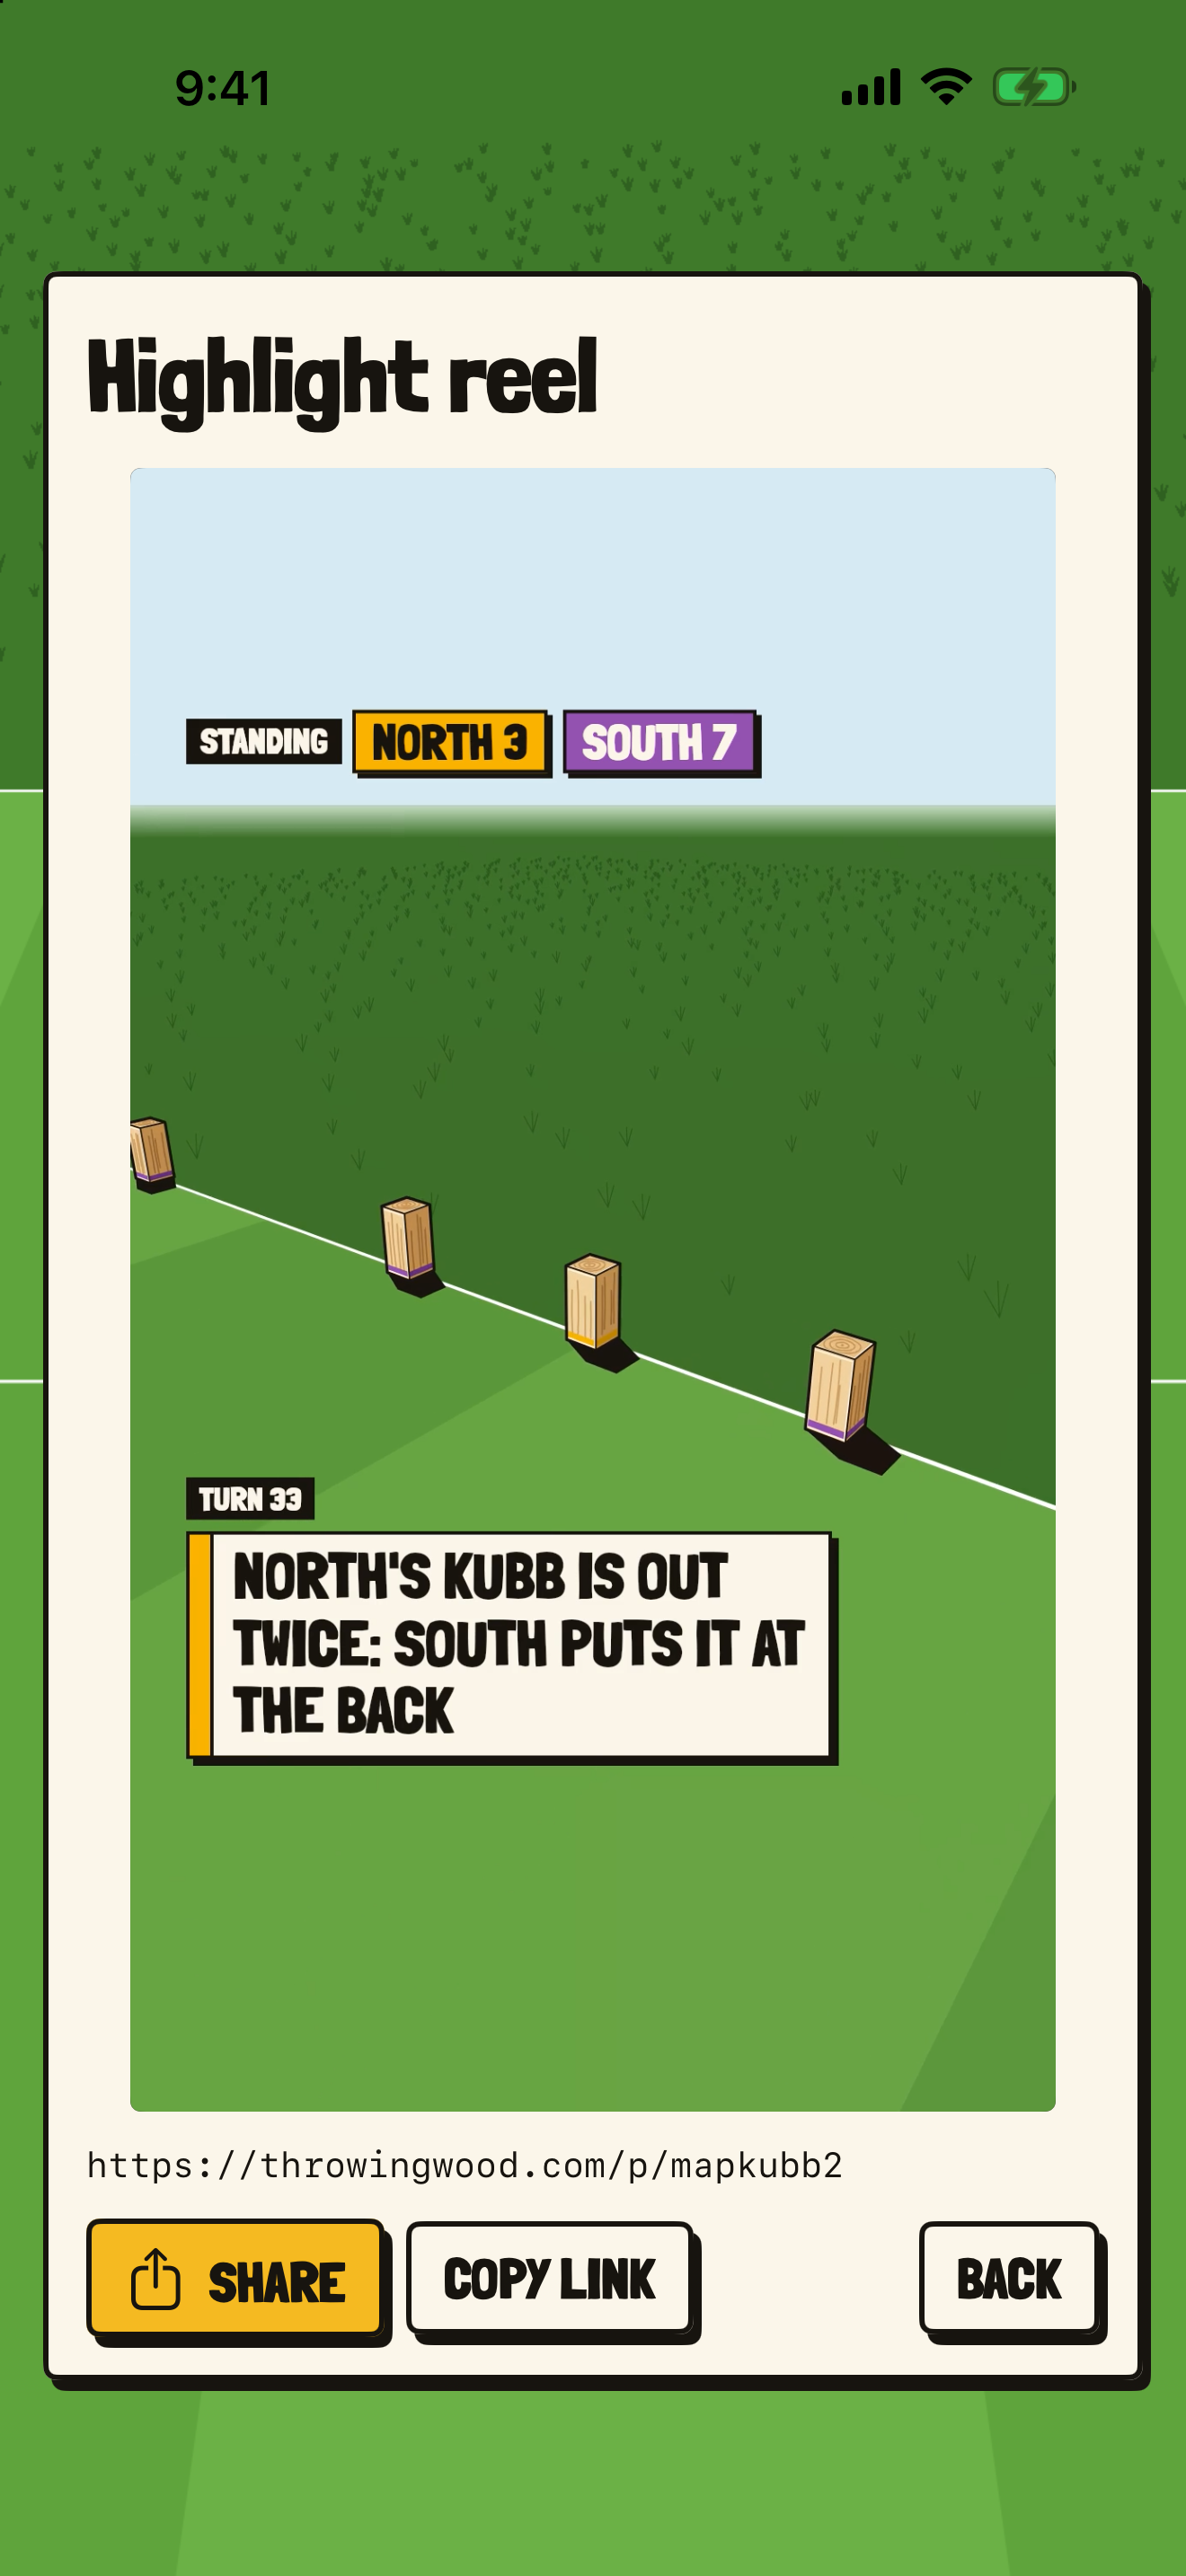 9:41
Highlight reel
STANDING NORTH 3 SOUTH 7
TURN 33
NORTH'S KUBB IS OUT
TWICE: SOUTH PUTS IT AT
THE BACK
https://throwingwood.com/p/mapkubb2
SHARE COPY LINK BACK